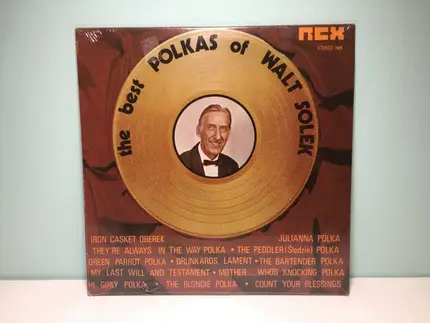 RCX
STEREO
the best POLKAS of WALT SOLEK
IRON CASKET OBEREK JULIANNA POLKA
THEY'RE ALWAYS IN THE WAY POLKA • THE PEDDLER (Śledzie) POLKA
GREEN PARROT POLKA • DRUNKARDS LAMENT • THE BARTENDER POLKA
MY LAST WILL AND TESTAMENT • MOTHER.... WHO'S KNOCKING POLKA
HI, GIRLY POLKA • THE BLONDIE POLKA • COUNT YOUR BLESSINGS